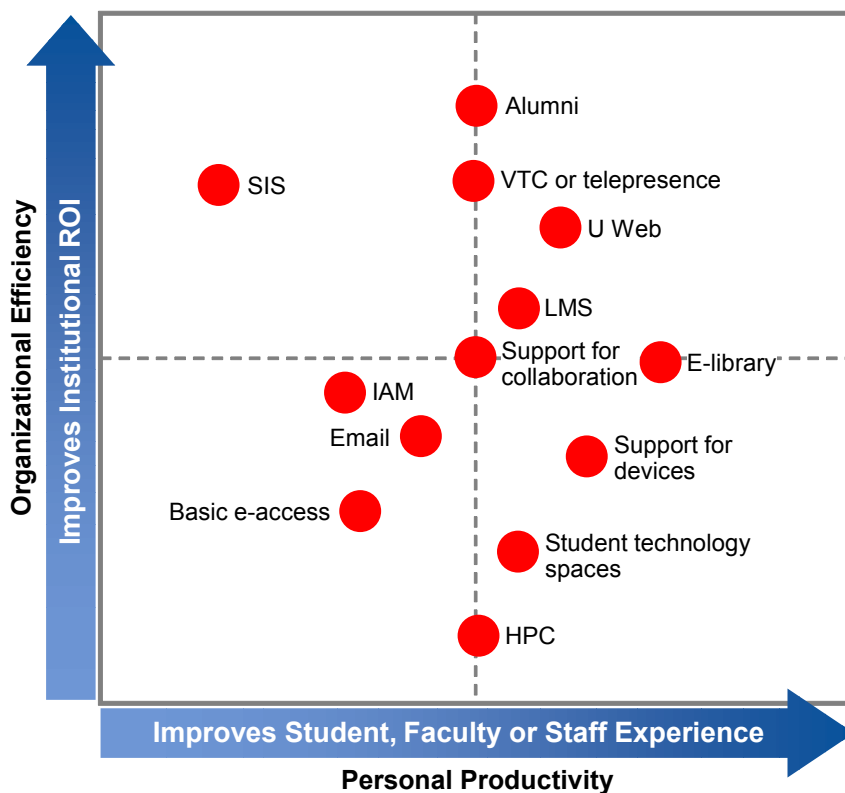 Organizational Efficiency
Improves Institutional ROI
Alumni
SIS
VTC or telepresence
U Web
LMS
Support for
collaboration
E-library
IAM
Email
Support for
devices
Basic e-access
Student technology
spaces
HPC
Improves Student, Faculty or Staff Experience
Personal Productivity